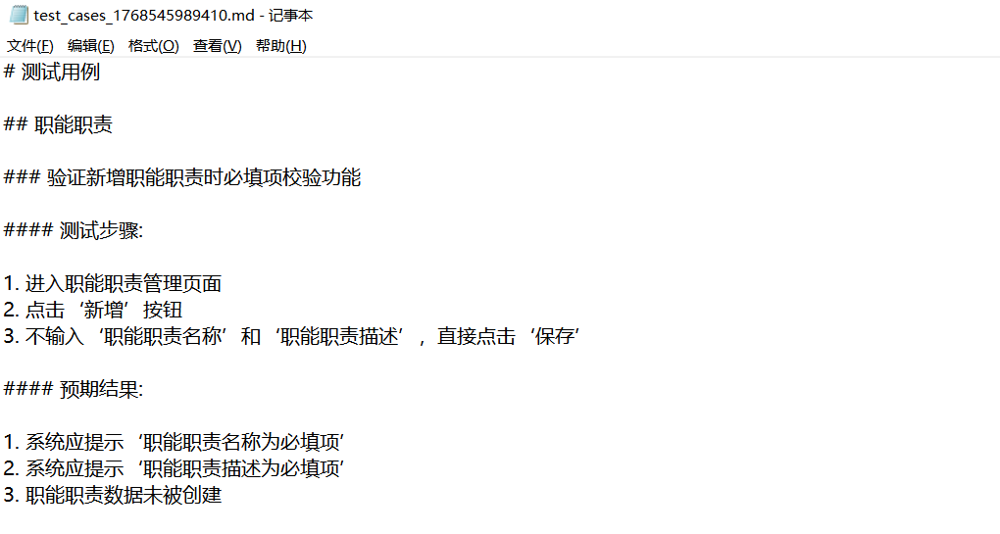 test_cases_1768545989410.md - 记事本
文件(F) 编辑(E) 格式(O) 查看(V) 帮助(H)
# 测试用例
## 职能职责
### 验证新增职能职责时必填项校验功能
#### 测试步骤:
1. 进入职能职责管理页面
2. 点击‘新增’按钮
3. 不输入‘职能职责名称’和‘职能职责描述’，直接点击‘保存’
#### 预期结果:
1. 系统应提示‘职能职责名称为必填项’
2. 系统应提示‘职能职责描述为必填项’
3. 职能职责数据未被创建